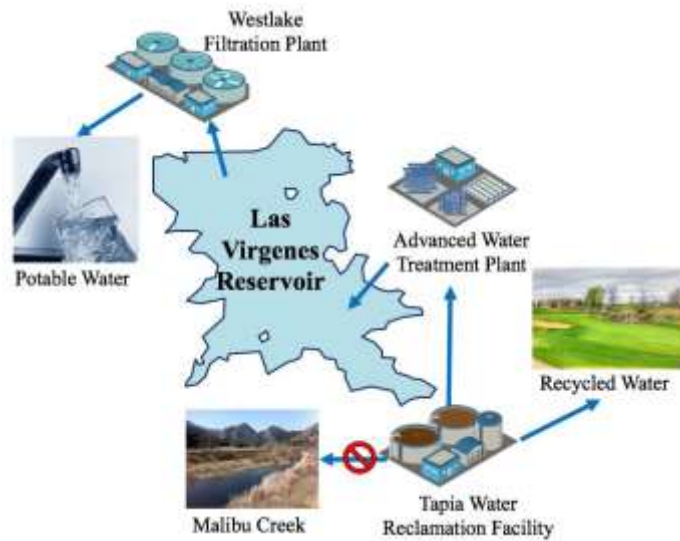 Westlake
Filtration Plant
Potable Water
Las
Virgenes
Reservoir
Advanced Water
Treatment Plant
Recycled Water
Malibu Creek
Tapia Water
Reclamation Facility